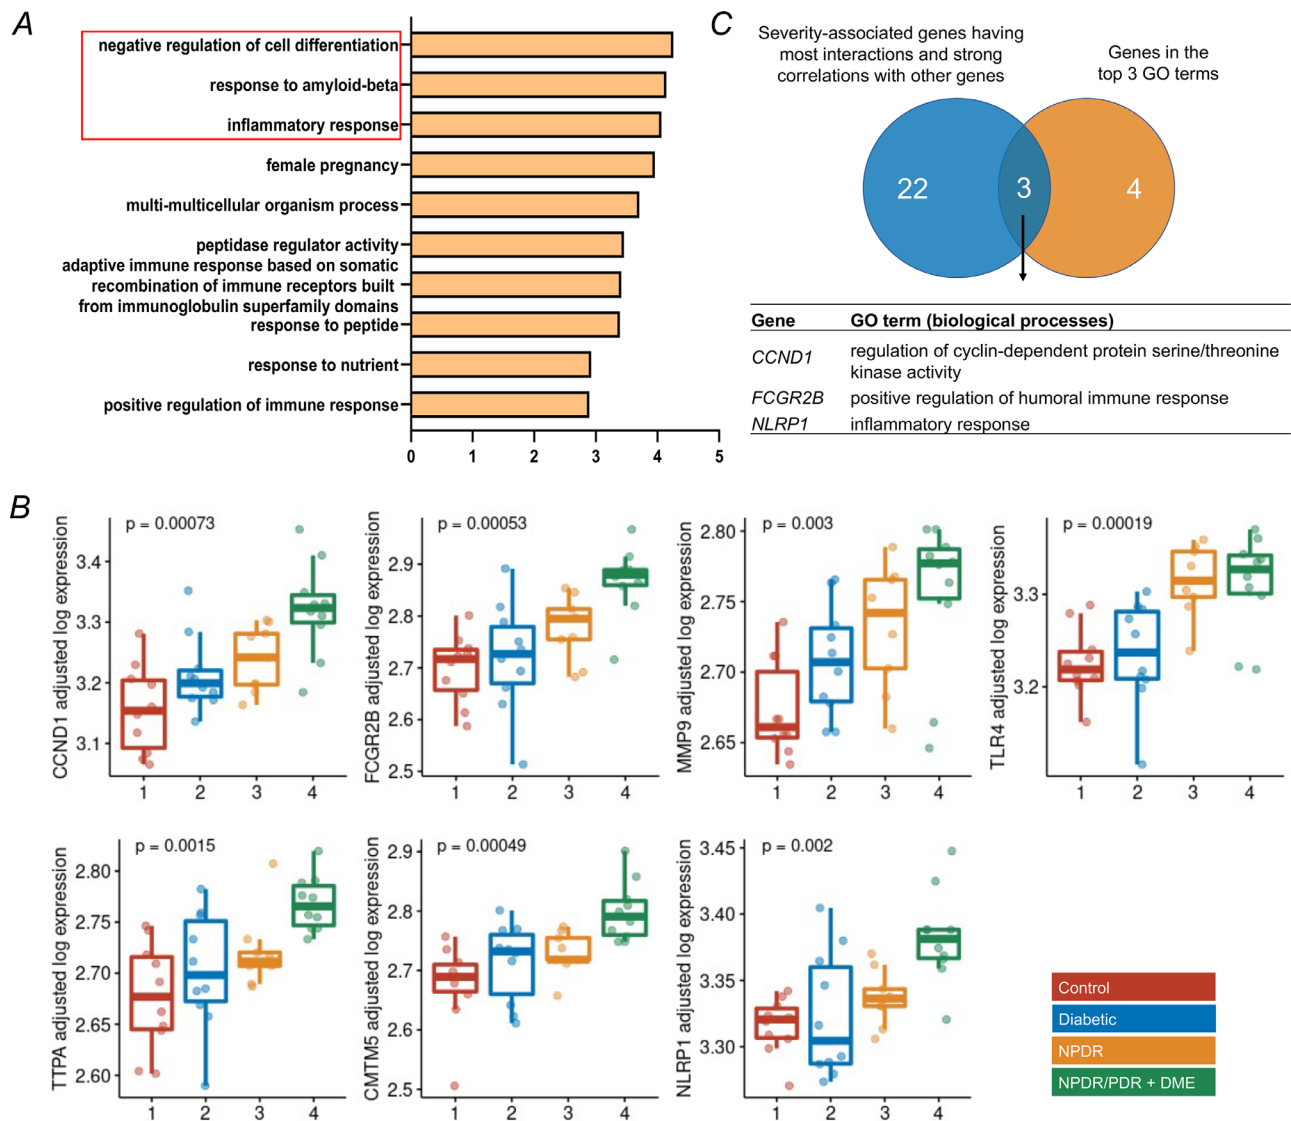 A
negative regulation of cell differentiation
response to amyloid-beta
inflammatory response
female pregnancy
multi-multicellular organism process
peptidase regulator activity
adaptive immune response based on somatic
recombination of immune receptors built
from immunoglobulin superfamily domains
response to peptide
response to nutrient
positive regulation of immune response
0 1 2 3 4 5
C
Severity-associated genes having
most interactions and strong
correlations with other genes
Genes in the
top 3 GO terms
22 3 4
Gene GO term (biological processes)
CCND1 regulation of cyclin-dependent protein serine/threonine
kinase activity
FCGR2B positive regulation of humoral immune response
NLRP1 inflammatory response
B
CCND1 adjusted log expression
p = 0.00073
3.4
3.3
3.2
3.1
1 2 3 4
FCGR2B adjusted log expression
p = 0.00053
2.9
2.8
2.7
2.6
2.5
1 2 3 4
MMP9 adjusted log expression
p = 0.003
2.80
2.75
2.70
2.65
1 2 3 4
TLR4 adjusted log expression
p = 0.00019
3.3
3.2
1 2 3 4
TTPA adjusted log expression
p = 0.0015
2.80
2.75
2.70
2.65
2.60
1 2 3 4
CMTM5 adjusted log expression
p = 0.00049
2.9
2.8
2.7
2.6
2.5
1 2 3 4
NLRP1 adjusted log expression
p = 0.002
3.45
3.40
3.35
3.30
1 2 3 4
Control
Diabetic
NPDR
NPDR/PDR + DME